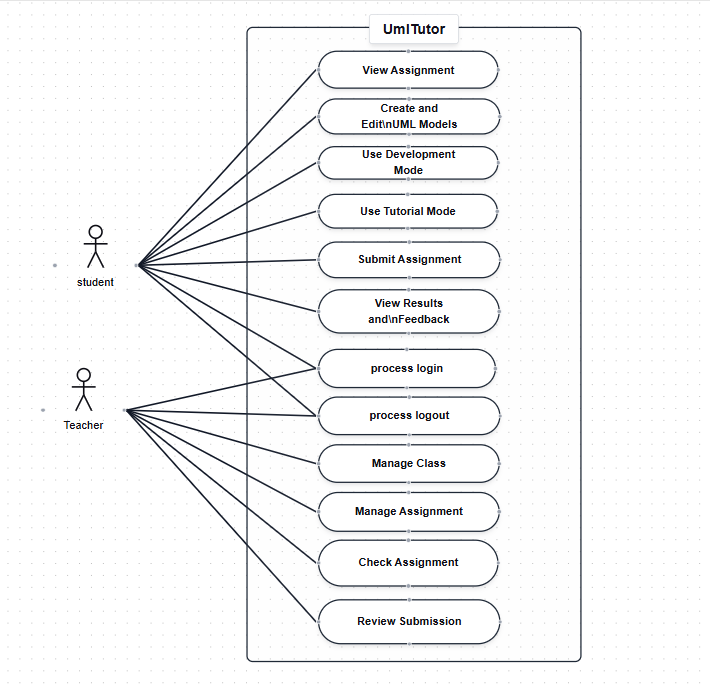 UmlTutor
View Assignment
Create and
Edit\nUML Models
Use Development
Mode
Use Tutorial Mode
Submit Assignment
student
View Results
and\nFeedback
process login
process logout
Teacher
Manage Class
Manage Assignment
Check Assignment
Review Submission